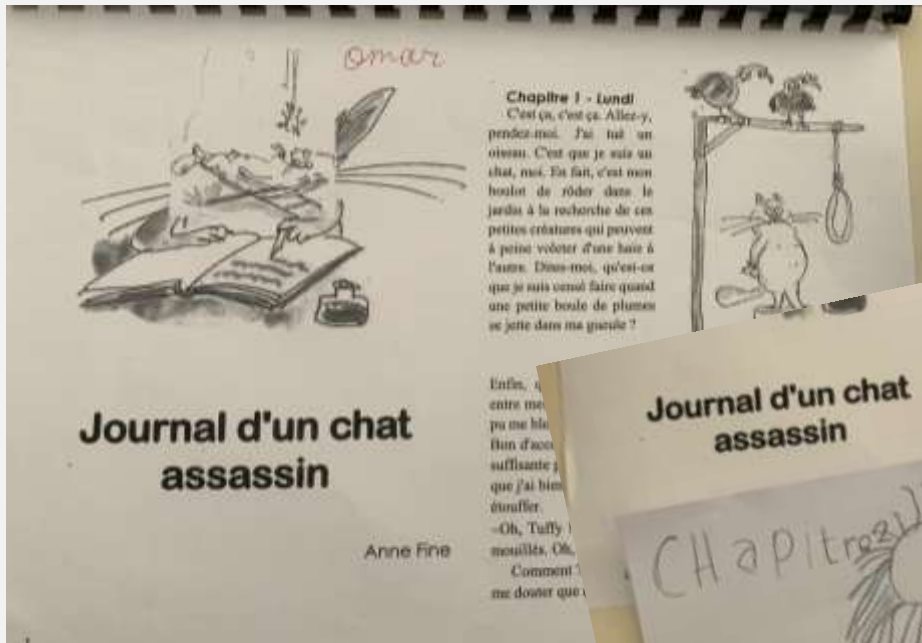 omar
Journal d'un chat
assassin
Anne Fine
Chapitre 1 - Lundi
C'est ça, c'est ça. Allez-y,
pendez-moi. J'ai tué un
oiseau. C'est que je suis un
chat, moi. En fait, c'est mon
boulot de rôder dans le
jardin à la recherche de ces
petites créatures qui peuvent
à peine voleter d'une haie à
l'autre. Dites-moi, qu'est-ce
que je suis censé faire quand
une petite boule de plumes
se jette dans ma gueule ?
Enfin,
entre
pu me
d'acc
suffisante
que j'ai bien
étouffer.
–Oh, Tuffy
mouillés. Oh,
Comment
me douter que
Journal d'un chat
assassin
CHapitre